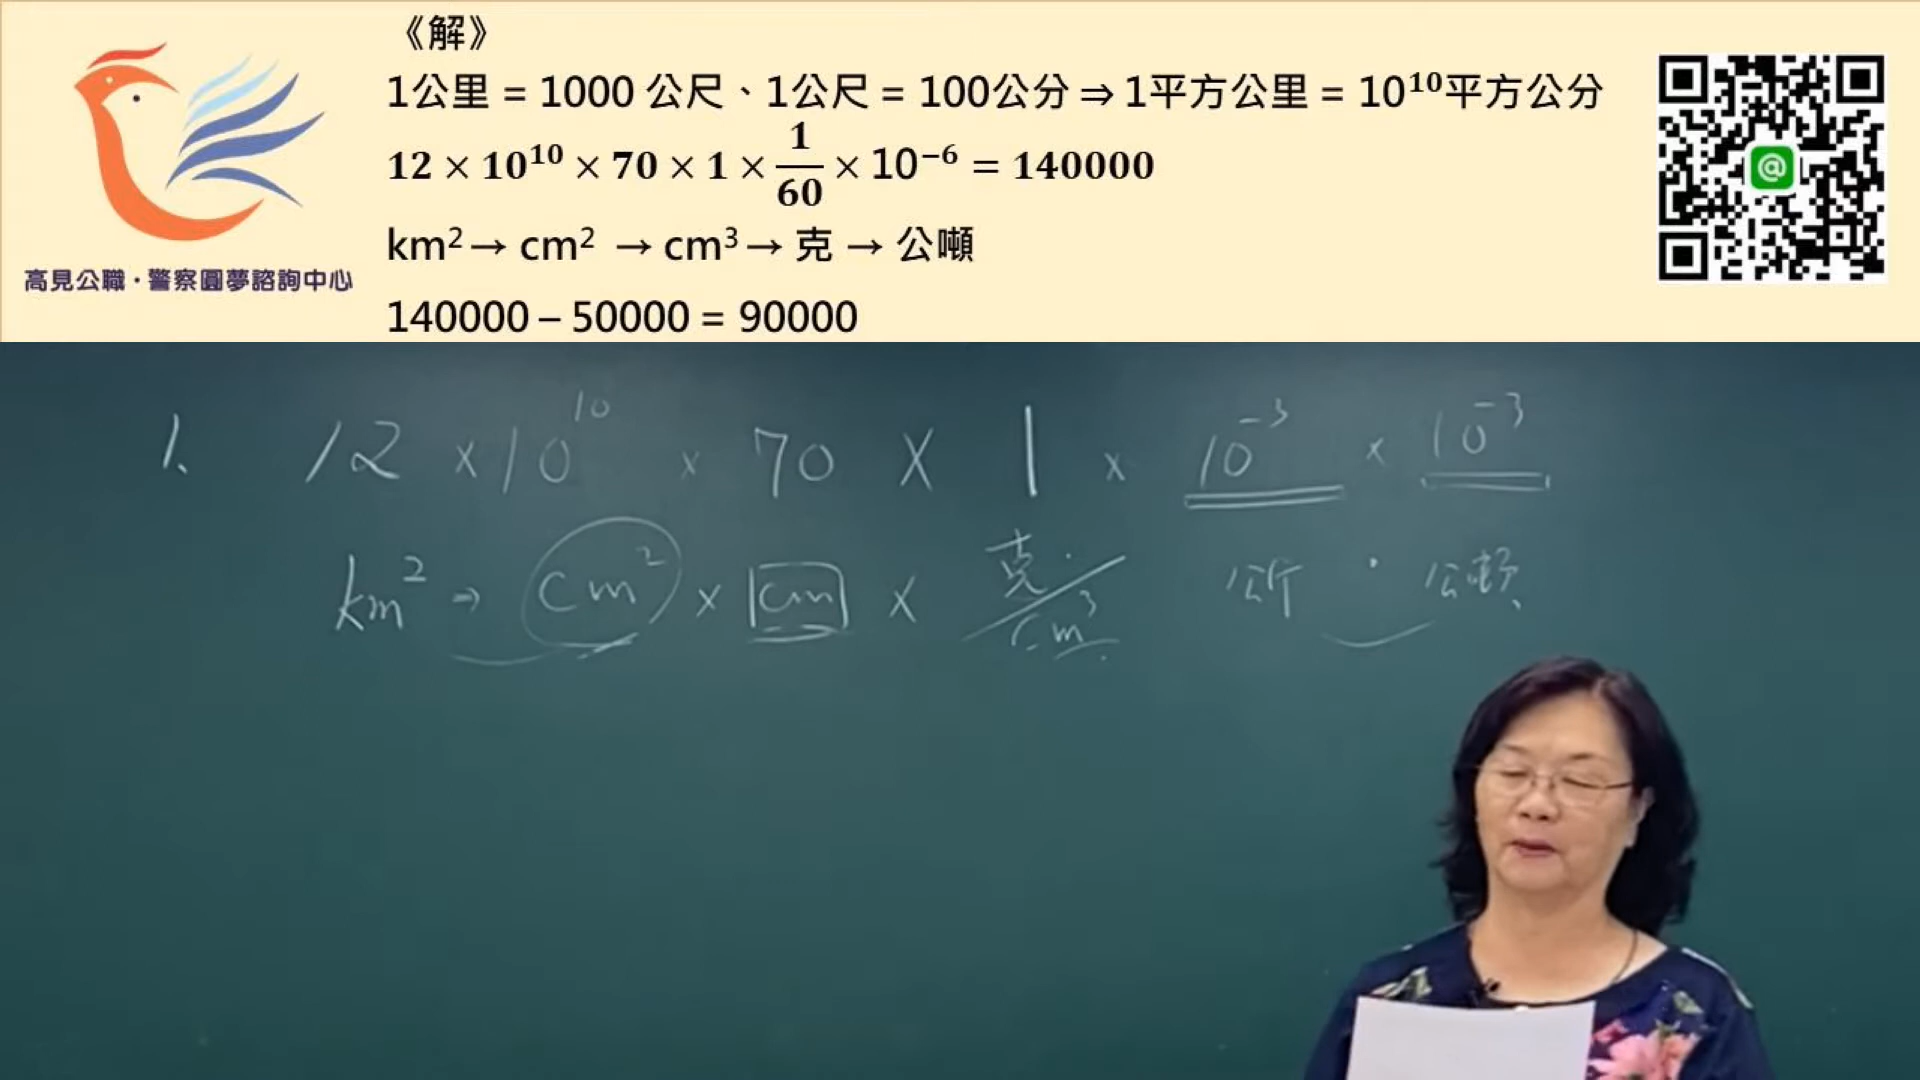 《解》
1公里 = 1000 公尺、1公尺 = 100公分 ⇒ 1平方公里 = 10¹⁰平方公分
12 × 10¹⁰ × 70 × 1 × 1/60 × 10⁻⁶ = 140000
km² → cm² → cm³ → 克 → 公噸
140000 – 50000 = 90000
高見公職・警察圓夢諮詢中心
1. 12 × 10¹⁰ × 70 × 1 × 10⁻³ × 10⁻³
km² → cm² × cm × 克/cm³ 公斤 公噸